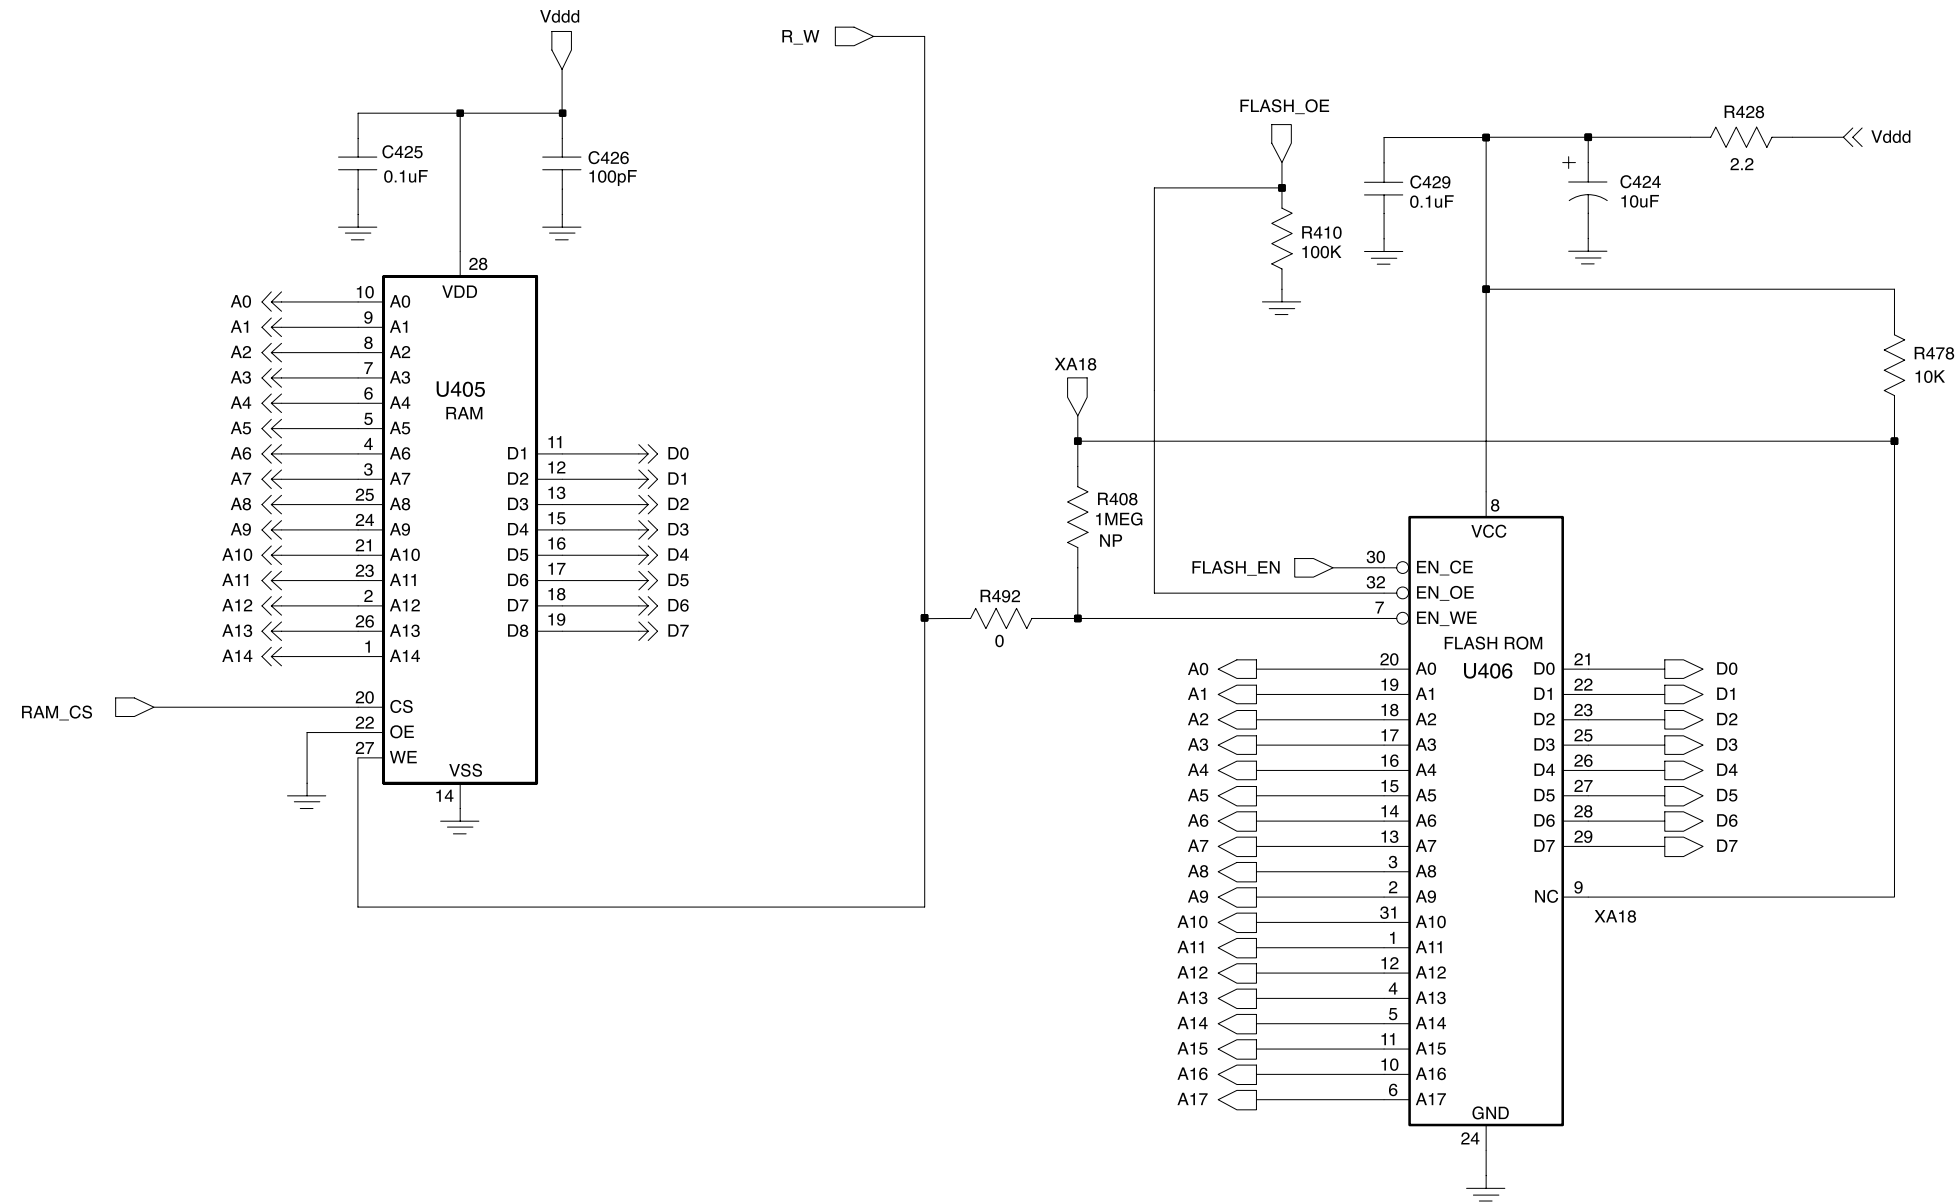 Vddd
R_W
C425
0.1uF
C426
100pF
28
VDD
U405
RAM
A0 10 A0
A1 9 A1
A2 8 A2
A3 7 A3
A4 6 A4
A5 5 A5
A6 4 A6
A7 3 A7
A8 25 A8
A9 24 A9
A10 21 A10
A11 23 A11
A12 2 A12
A13 26 A13
A14 1 A14
D1 11 D0
D2 12 D1
D3 13 D2
D4 15 D3
D5 16 D4
D6 17 D5
D7 18 D6
D8 19 D7
RAM_CS 20 CS
22 OE
27 WE
VSS
14
FLASH_OE
R410
100K
C429
0.1uF
+
C424
10uF
R428
2.2
Vddd
R478
10K
XA18
R408
1MEG
NP
R492
0
8
VCC
FLASH_EN 30 EN_CE
32 EN_OE
7 EN_WE
FLASH ROM
U406
A0 20 A0
A1 19 A1
A2 18 A2
A3 17 A3
A4 16 A4
A5 15 A5
A6 14 A6
A7 13 A7
A8 3 A8
A9 2 A9
A10 31 A10
A11 1 A11
A12 12 A12
A13 4 A13
A14 5 A14
A15 11 A15
A16 10 A16
A17 6 A17
D0 21 D0
D1 22 D1
D2 23 D2
D3 25 D3
D4 26 D4
D5 27 D5
D6 28 D6
D7 29 D7
NC 9
XA18
GND
24